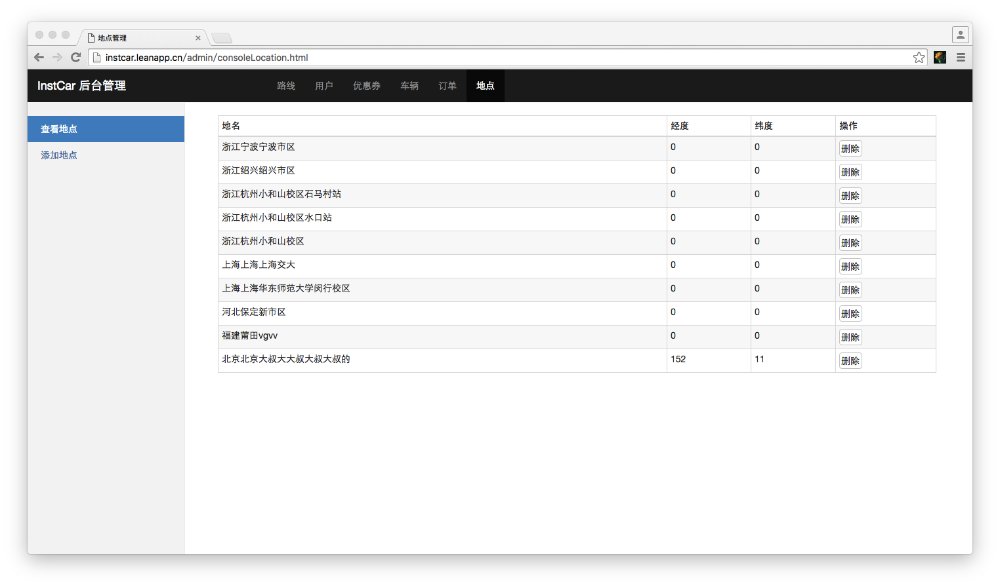 地点管理
instcar.leanapp.cn/admin/consoleLocation.html
InstCar 后台管理 路线 用户 优惠券 车辆 订单 地点
查看地点
添加地点
地名 经度 纬度 操作
浙江宁波宁波市区 0 0 删除
浙江绍兴绍兴市区 0 0 删除
浙江杭州小和山校区石马村站 0 0 删除
浙江杭州小和山校区水口站 0 0 删除
浙江杭州小和山校区 0 0 删除
上海上海上海交大 0 0 删除
上海上海华东师范大学闵行校区 0 0 删除
河北保定新市区 0 0 删除
福建莆田vgvv 0 0 删除
北京北京大叔大大叔大叔大叔的 152 11 删除